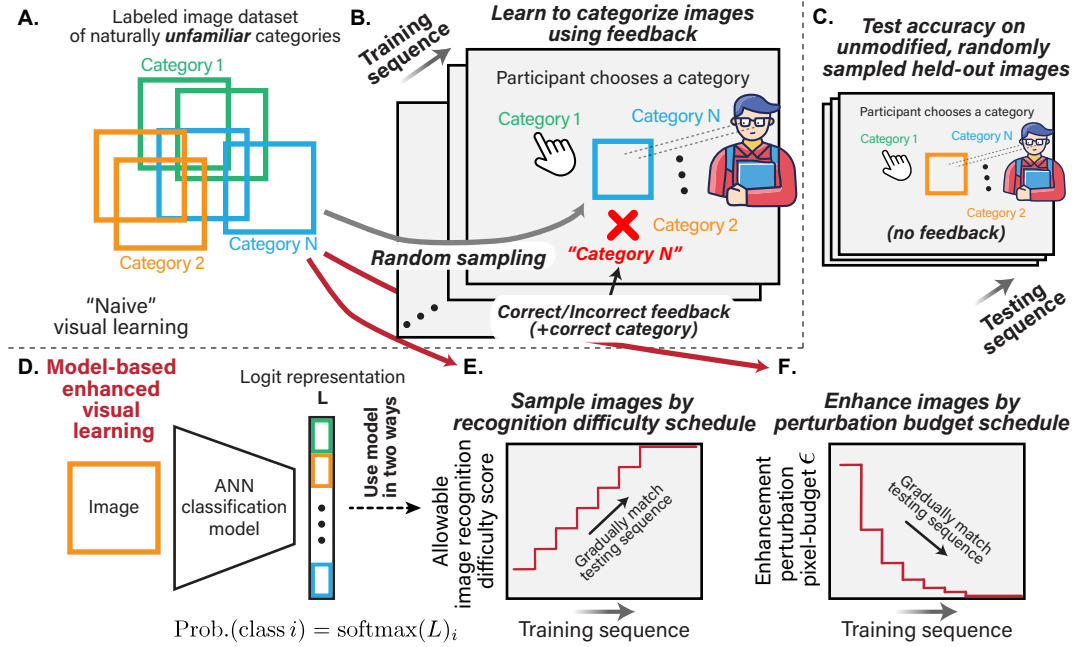 A.
Labeled image dataset
of naturally unfamiliar categories
Category 1
Category 2
Category N
"Naive"
visual learning
Random sampling
B.
Training
sequence
Learn to categorize images
using feedback
Participant chooses a category
Category 1
Category N
Category 2
"Category N"
Correct/Incorrect feedback
(+correct category)
C.
Test accuracy on
unmodified, randomly
sampled held-out images
Participant chooses a category
Category 1
Category N
Category 2
(no feedback)
Testing
sequence
D.
Model-based
enhanced
visual
learning
Image
ANN
classification
model
Logit representation
L
Prob.(class i) = softmax(L)i
Use model
in two ways
E.
Sample images by
recognition difficulty schedule
Allowable
image recognition
difficulty score
Gradually match
testing sequence
Training sequence
F.
Enhance images by
perturbation budget schedule
Enhancement
perturbation
pixel-budget ϵ
Gradually match
testing sequence
Training sequence